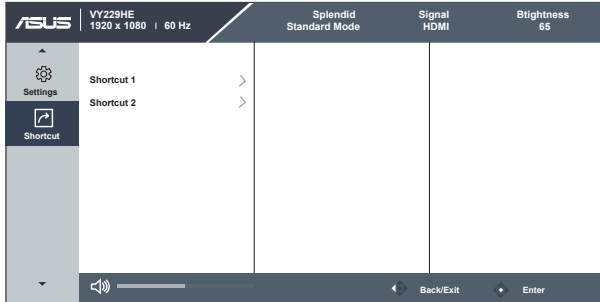 ASUS
VY229HE
1920 x 1080 | 60 Hz
Splendid
Standard Mode
Signal
HDMI
Btightness
65
Settings
Shortcut
Shortcut 1
Shortcut 2
Back/Exit
Enter